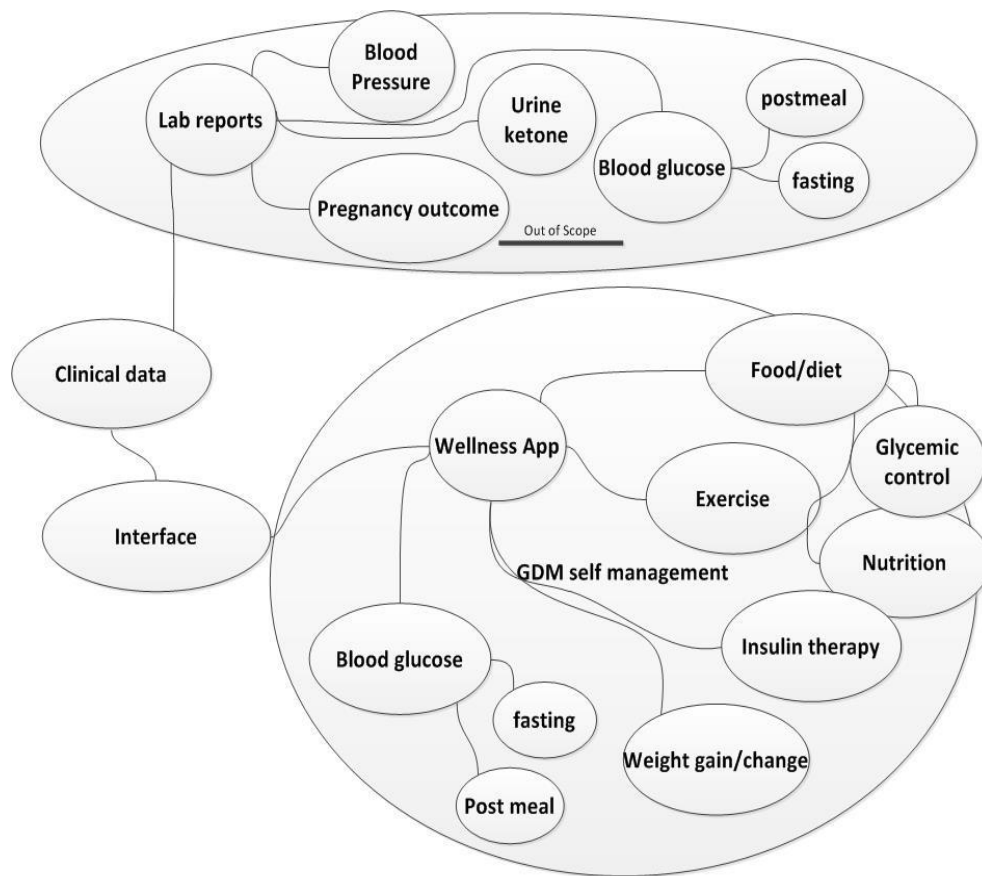 Blood
Pressure
Lab reports
Urine
ketone
postmeal
Blood glucose
fasting
Pregnancy outcome
Out of Scope
Clinical data
Food/diet
Wellness App
Glycemic
control
Exercise
Interface
Nutrition
GDM self management
Insulin therapy
Blood glucose
fasting
Weight gain/change
Post meal